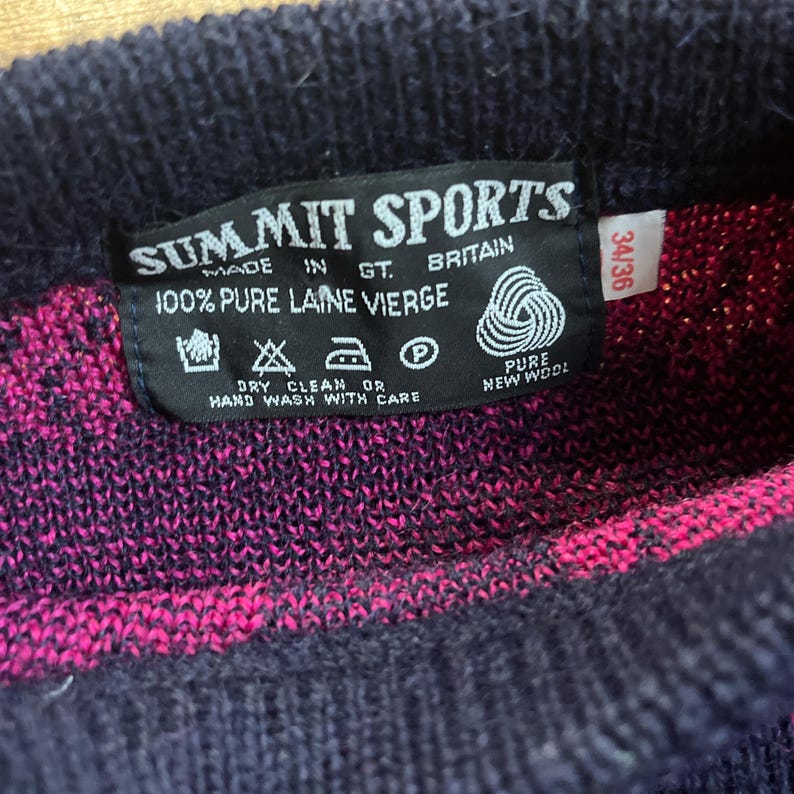 SUMMIT SPORTS
MADE IN GT. BRITAIN
100% PURE LAINE VIERGE
P
PURE
NEW WOOL
DRY CLEAN OR
HAND WASH WITH CARE
34/36